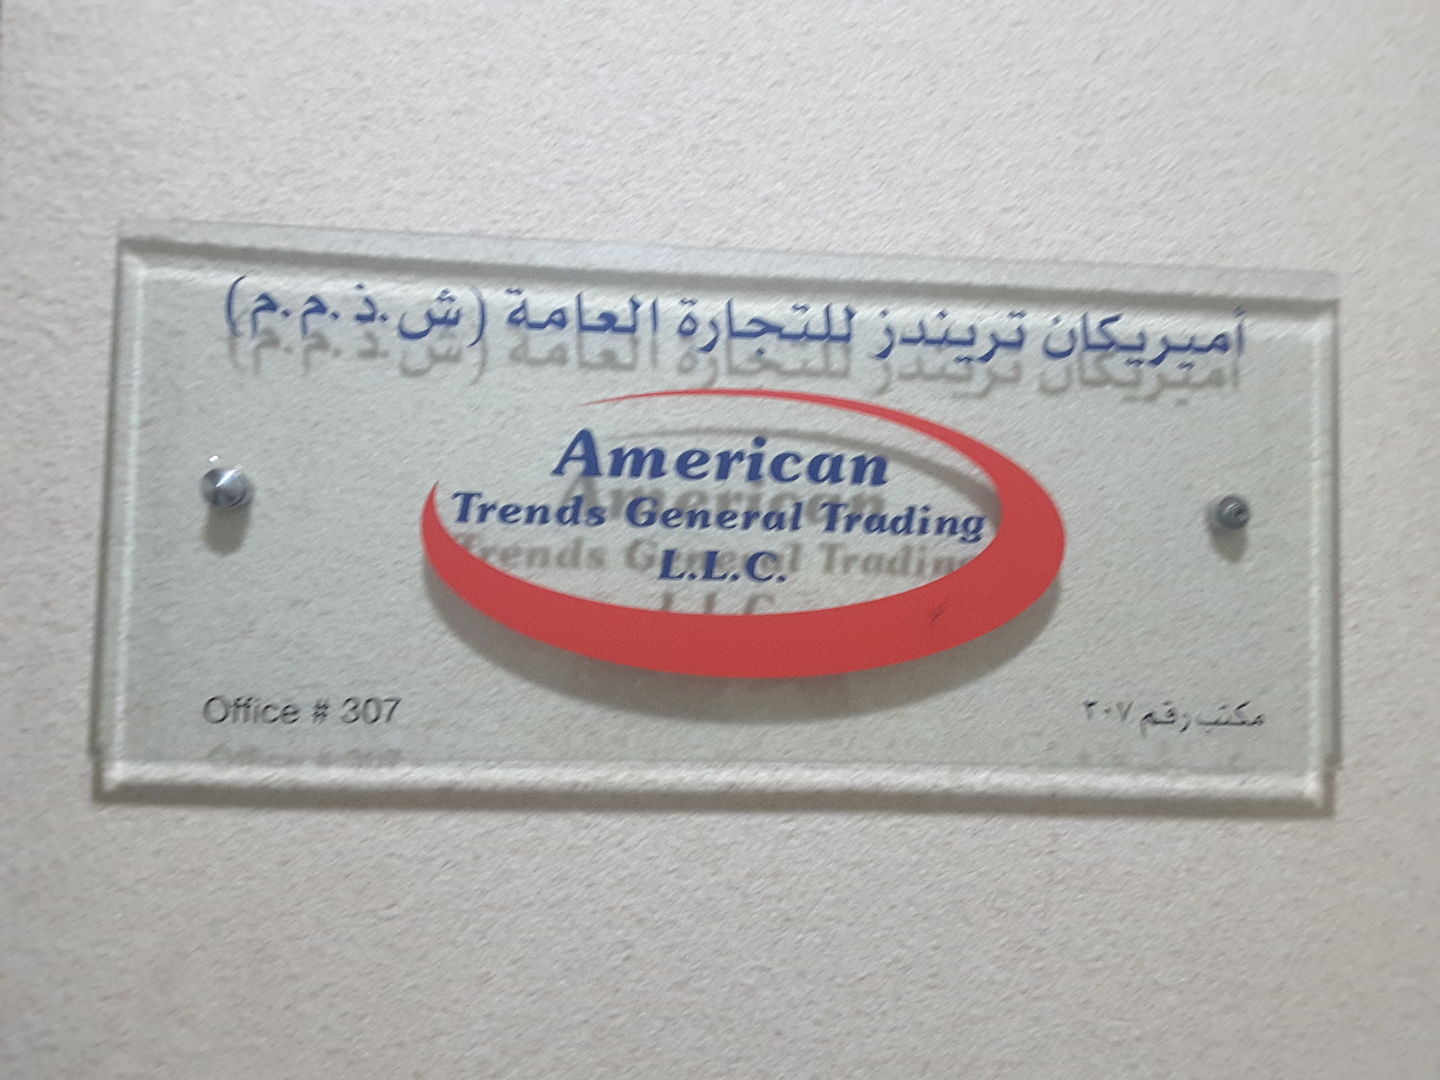 أميريكان تريندز للتجارة العامة (ش.ذ.م.م)
American
Trends General Trading
L.L.C.
Office # 307
مكتب رقم ٣٠٧